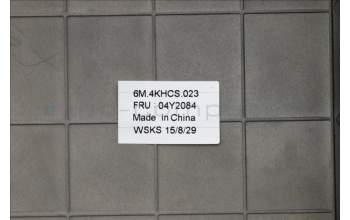 6M.4KHCS.023
FRU : 04Y2084
Made in China
WSKS 15/8/29